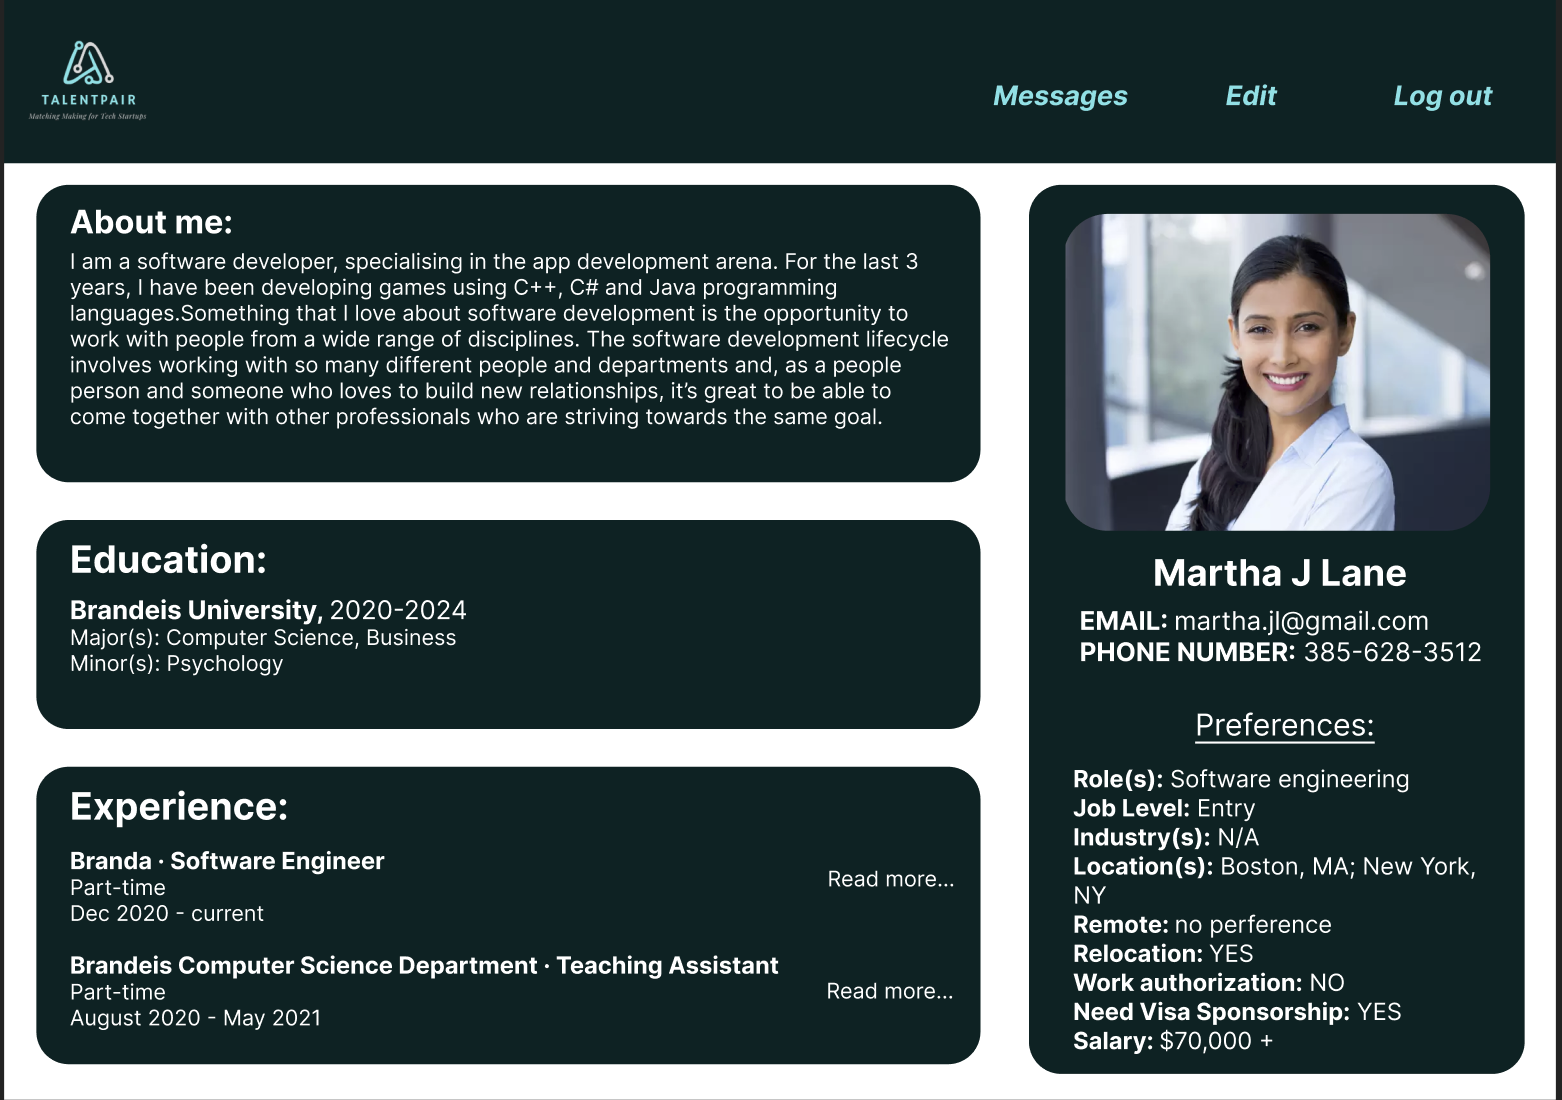 TALENTPAIR
Matching Making for Tech Startups
Messages
Edit
Log out
About me:
I am a software developer, specialising in the app development arena. For the last 3
years, I have been developing games using C++, C# and Java programming
languages.Something that I love about software development is the opportunity to
work with people from a wide range of disciplines. The software development lifecycle
involves working with so many different people and departments and, as a people
person and someone who loves to build new relationships, it’s great to be able to
come together with other professionals who are striving towards the same goal.
Education:
Brandeis University, 2020-2024
Major(s): Computer Science, Business
Minor(s): Psychology
Experience:
Branda · Software Engineer
Part-time
Dec 2020 - current
Read more...
Brandeis Computer Science Department · Teaching Assistant
Part-time
August 2020 - May 2021
Read more...
Martha J Lane
EMAIL: martha.jl@gmail.com
PHONE NUMBER: 385-628-3512
Preferences:
Role(s): Software engineering
Job Level: Entry
Industry(s): N/A
Location(s): Boston, MA; New York,
NY
Remote: no perference
Relocation: YES
Work authorization: NO
Need Visa Sponsorship: YES
Salary: $70,000 +